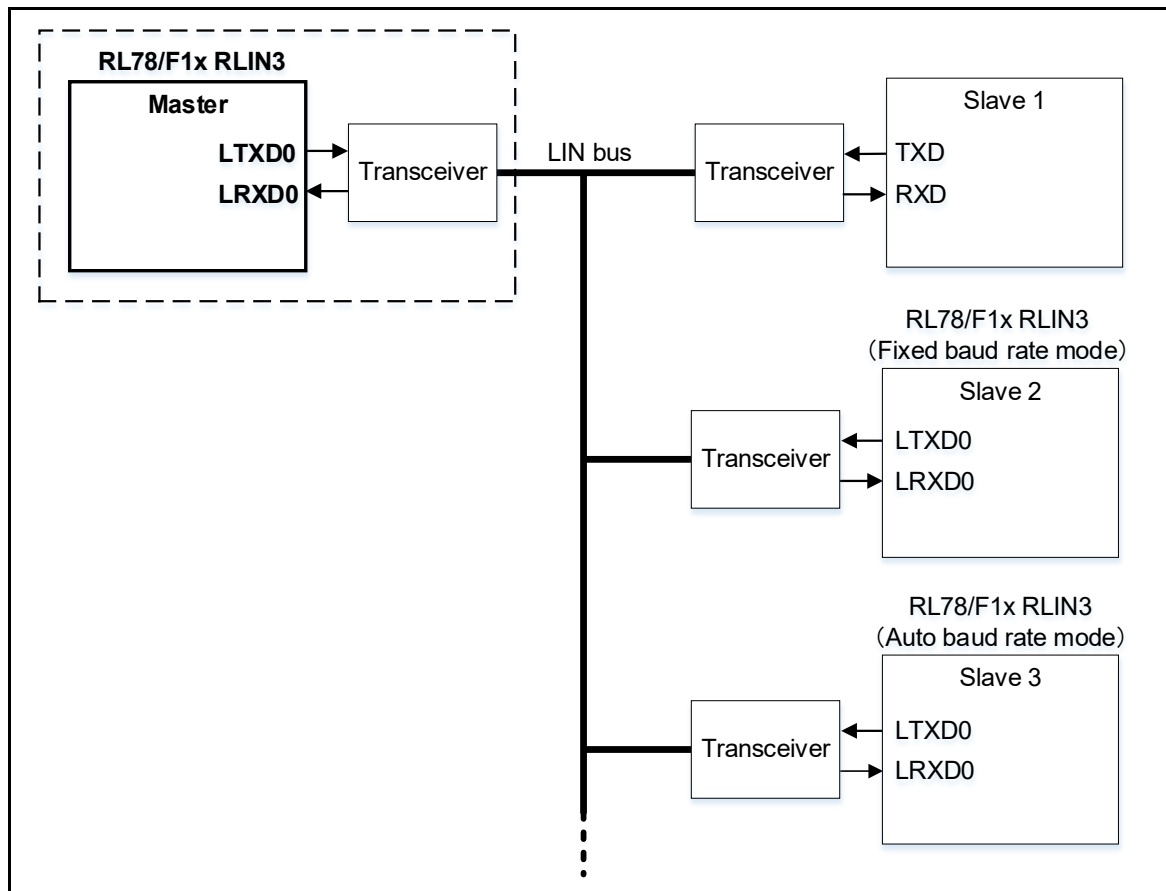 RL78/F1x RLIN3
Master
LTXD0
LRXD0
Transceiver
LIN bus
Transceiver
Slave 1
TXD
RXD
RL78/F1x RLIN3
（Fixed baud rate mode）
Slave 2
Transceiver
LTXD0
LRXD0
RL78/F1x RLIN3
（Auto baud rate mode）
Slave 3
Transceiver
LTXD0
LRXD0